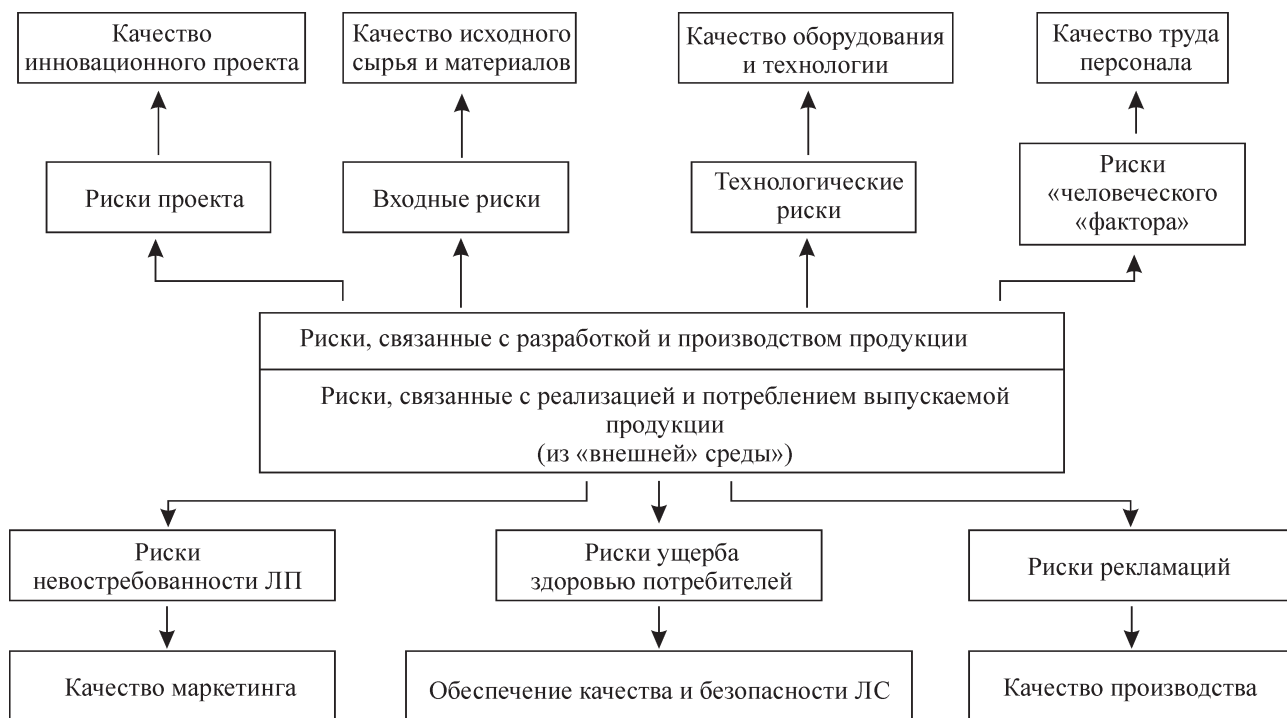 Качество
инновационного проекта
Качество исходного
сырья и материалов
Качество оборудования
и технологии
Качество труда
персонала
Риски проекта
Входные риски
Технологические
риски
Риски
«человеческого
«фактора»
Риски, связанные с разработкой и производством продукции
Риски, связанные с реализацией и потреблением выпускаемой
продукции
(из «внешней» среды»)
Риски
невостребованности ЛП
Риски ущерба
здоровью потребителей
Риски рекламаций
Качество маркетинга
Обеспечение качества и безопасности ЛС
Качество производства